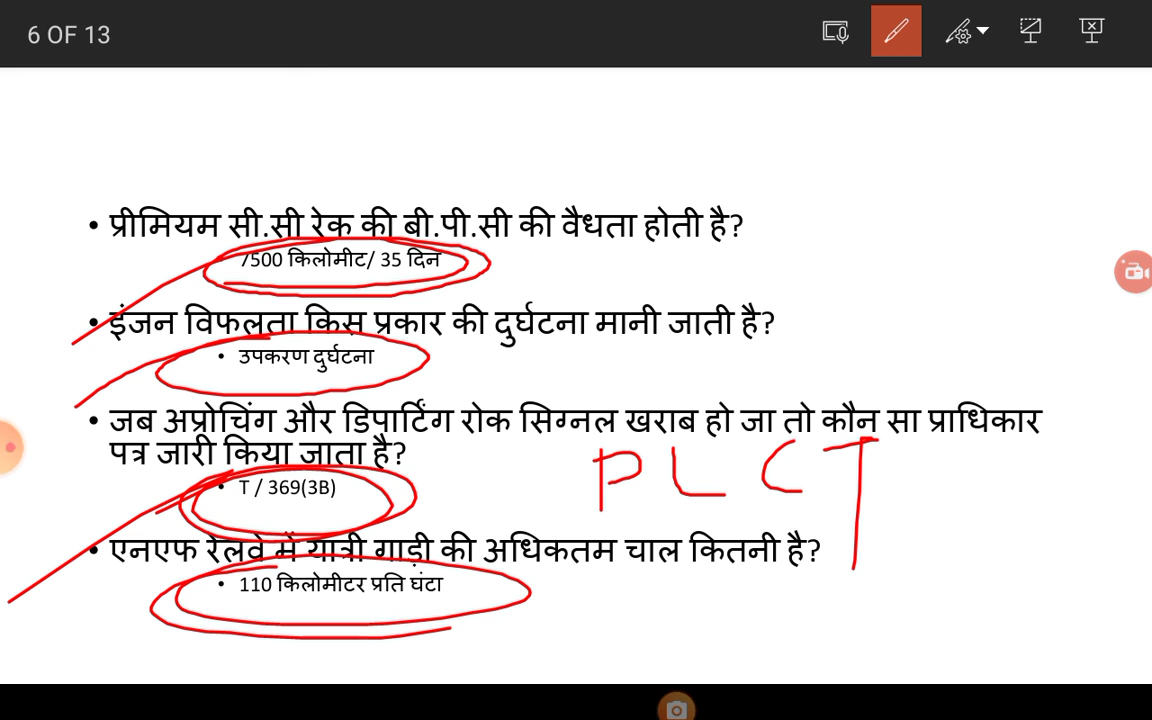 6 OF 13
• प्रीमियम सी.सी रेक की बी.पी.सी की वैधता होती है?
7500 किलोमीट/ 35 दिन
• इंजन विफलता किस प्रकार की दुर्घटना मानी जाती है?
• उपकरण दुर्घटना
• जब अप्रोचिंग और डिपार्टिंग रोक सिग्नल खराब हो जा तो कौन सा प्राधिकार
पत्र जारी किया जाता है?
• T / 369(3B)
PLCT
• एनएफ रेलवे में यात्री गाड़ी की अधिकतम चाल कितनी है?
• 110 किलोमीटर प्रति घंटा